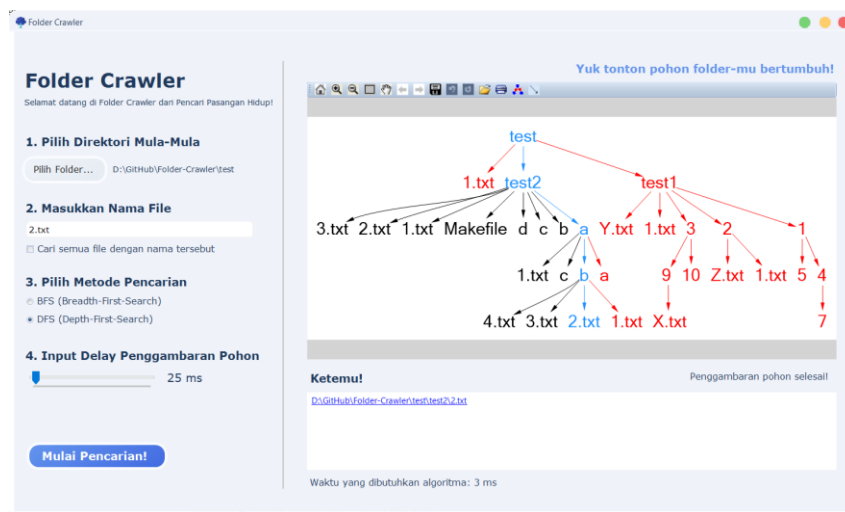 Folder Crawler
Folder Crawler
Selamat datang di Folder Crawler dan Pencari Pasangan Hidup!
1. Pilih Direktori Mula-Mula
Pilih Folder... D:\GitHub\Folder-Crawler\test
2. Masukkan Nama File
2.txt
Cari semua file dengan nama tersebut
3. Pilih Metode Pencarian
BFS (Breadth-First-Search)
DFS (Depth-First-Search)
4. Input Delay Penggambaran Pohon
25 ms
Mulai Pencarian!
Yuk tonton pohon folder-mu bertumbuh!
test
1.txt test2 test1
3.txt 2.txt 1.txt Makefile d c b a Y.txt 1.txt 3 2 1
1.txt c b a 9 10 Z.txt 1.txt 5 4
4.txt 3.txt 2.txt 1.txt X.txt 7
Ketemu! Penggambaran pohon selesai!
D:\GitHub\Folder-Crawler\test\test2\2.txt
Waktu yang dibutuhkan algoritma: 3 ms